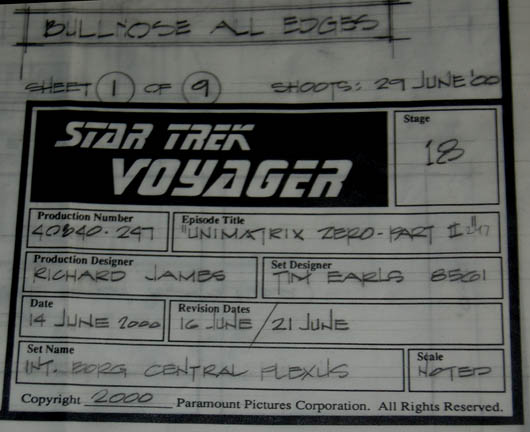 BULLNOSE ALL EDGES
SHEET 1 OF 9 SHOOTS: 29 JUNE '00
STAR TREK
VOYAGER
Stage
18
Production Number
40840-247
Episode Title
"UNIMATRIX ZERO - PART II"
Production Designer
RICHARD JAMES
Set Designer
TIM EARLS 8561
Date
14 JUNE 2000
Revision Dates
16 JUNE / 21 JUNE
Set Name
INT. BORG CENTRAL PLEXUS
Scale
NOTED
Copyright 2000 Paramount Pictures Corporation. All Rights Reserved.